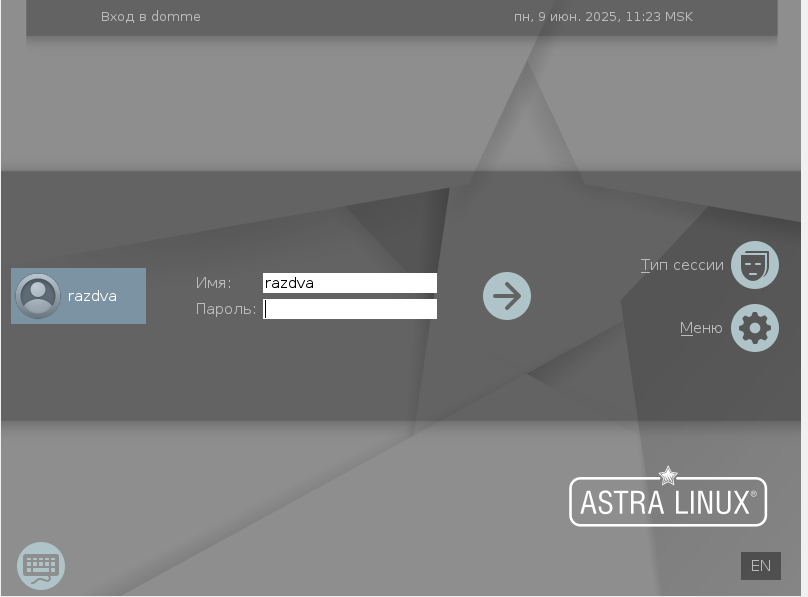 Вход в domme
пн, 9 июн. 2025, 11:23 MSK
razdva
Имя: razdva
Пароль:
Тип сессии
Меню
ASTRA LINUX®
EN